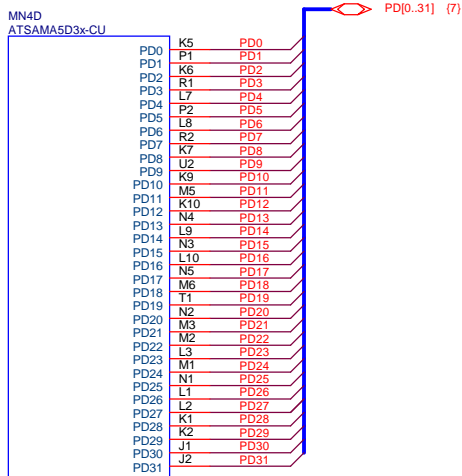 MN4D
ATSAMA5D3x-CU
PD[0..31] {7}
PD0 K5 PD0
PD1 P1 PD1
PD2 K6 PD2
PD3 R1 PD3
PD4 L7 PD4
PD5 P2 PD5
PD6 L8 PD6
PD7 R2 PD7
PD8 K7 PD8
PD9 U2 PD9
PD10 K9 PD10
PD11 M5 PD11
PD12 K10 PD12
PD13 N4 PD13
PD14 L9 PD14
PD15 N3 PD15
PD16 L10 PD16
PD17 N5 PD17
PD18 M6 PD18
PD19 T1 PD19
PD20 N2 PD20
PD21 M3 PD21
PD22 M2 PD22
PD23 L3 PD23
PD24 M1 PD24
PD25 N1 PD25
PD26 L1 PD26
PD27 L2 PD27
PD28 K1 PD28
PD29 K2 PD29
PD30 J1 PD30
PD31 J2 PD31